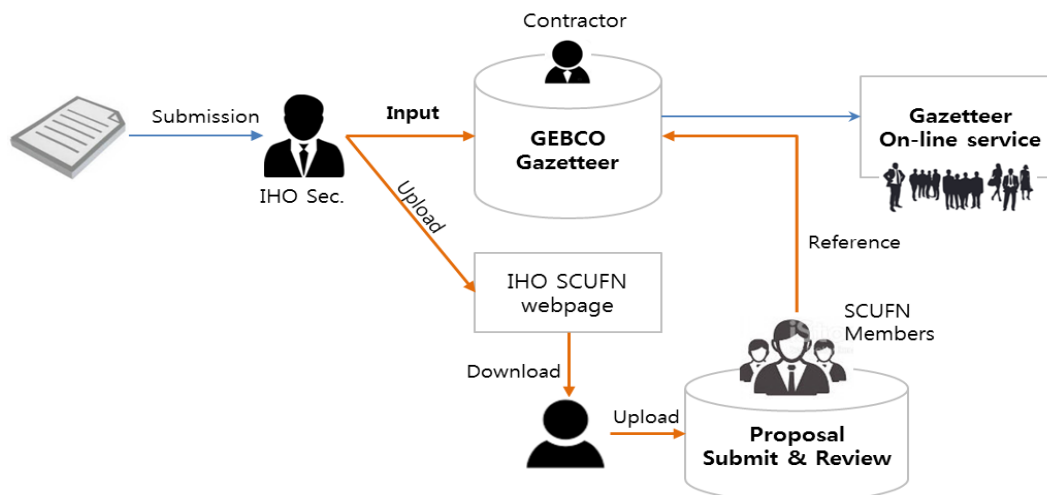 Contractor
Submission
IHO Sec.
Input
Upload
GEBCO
Gazetteer
Gazetteer
On-line service
Reference
IHO SCUFN
webpage
SCUFN
Members
Download
Upload
Proposal
Submit & Review